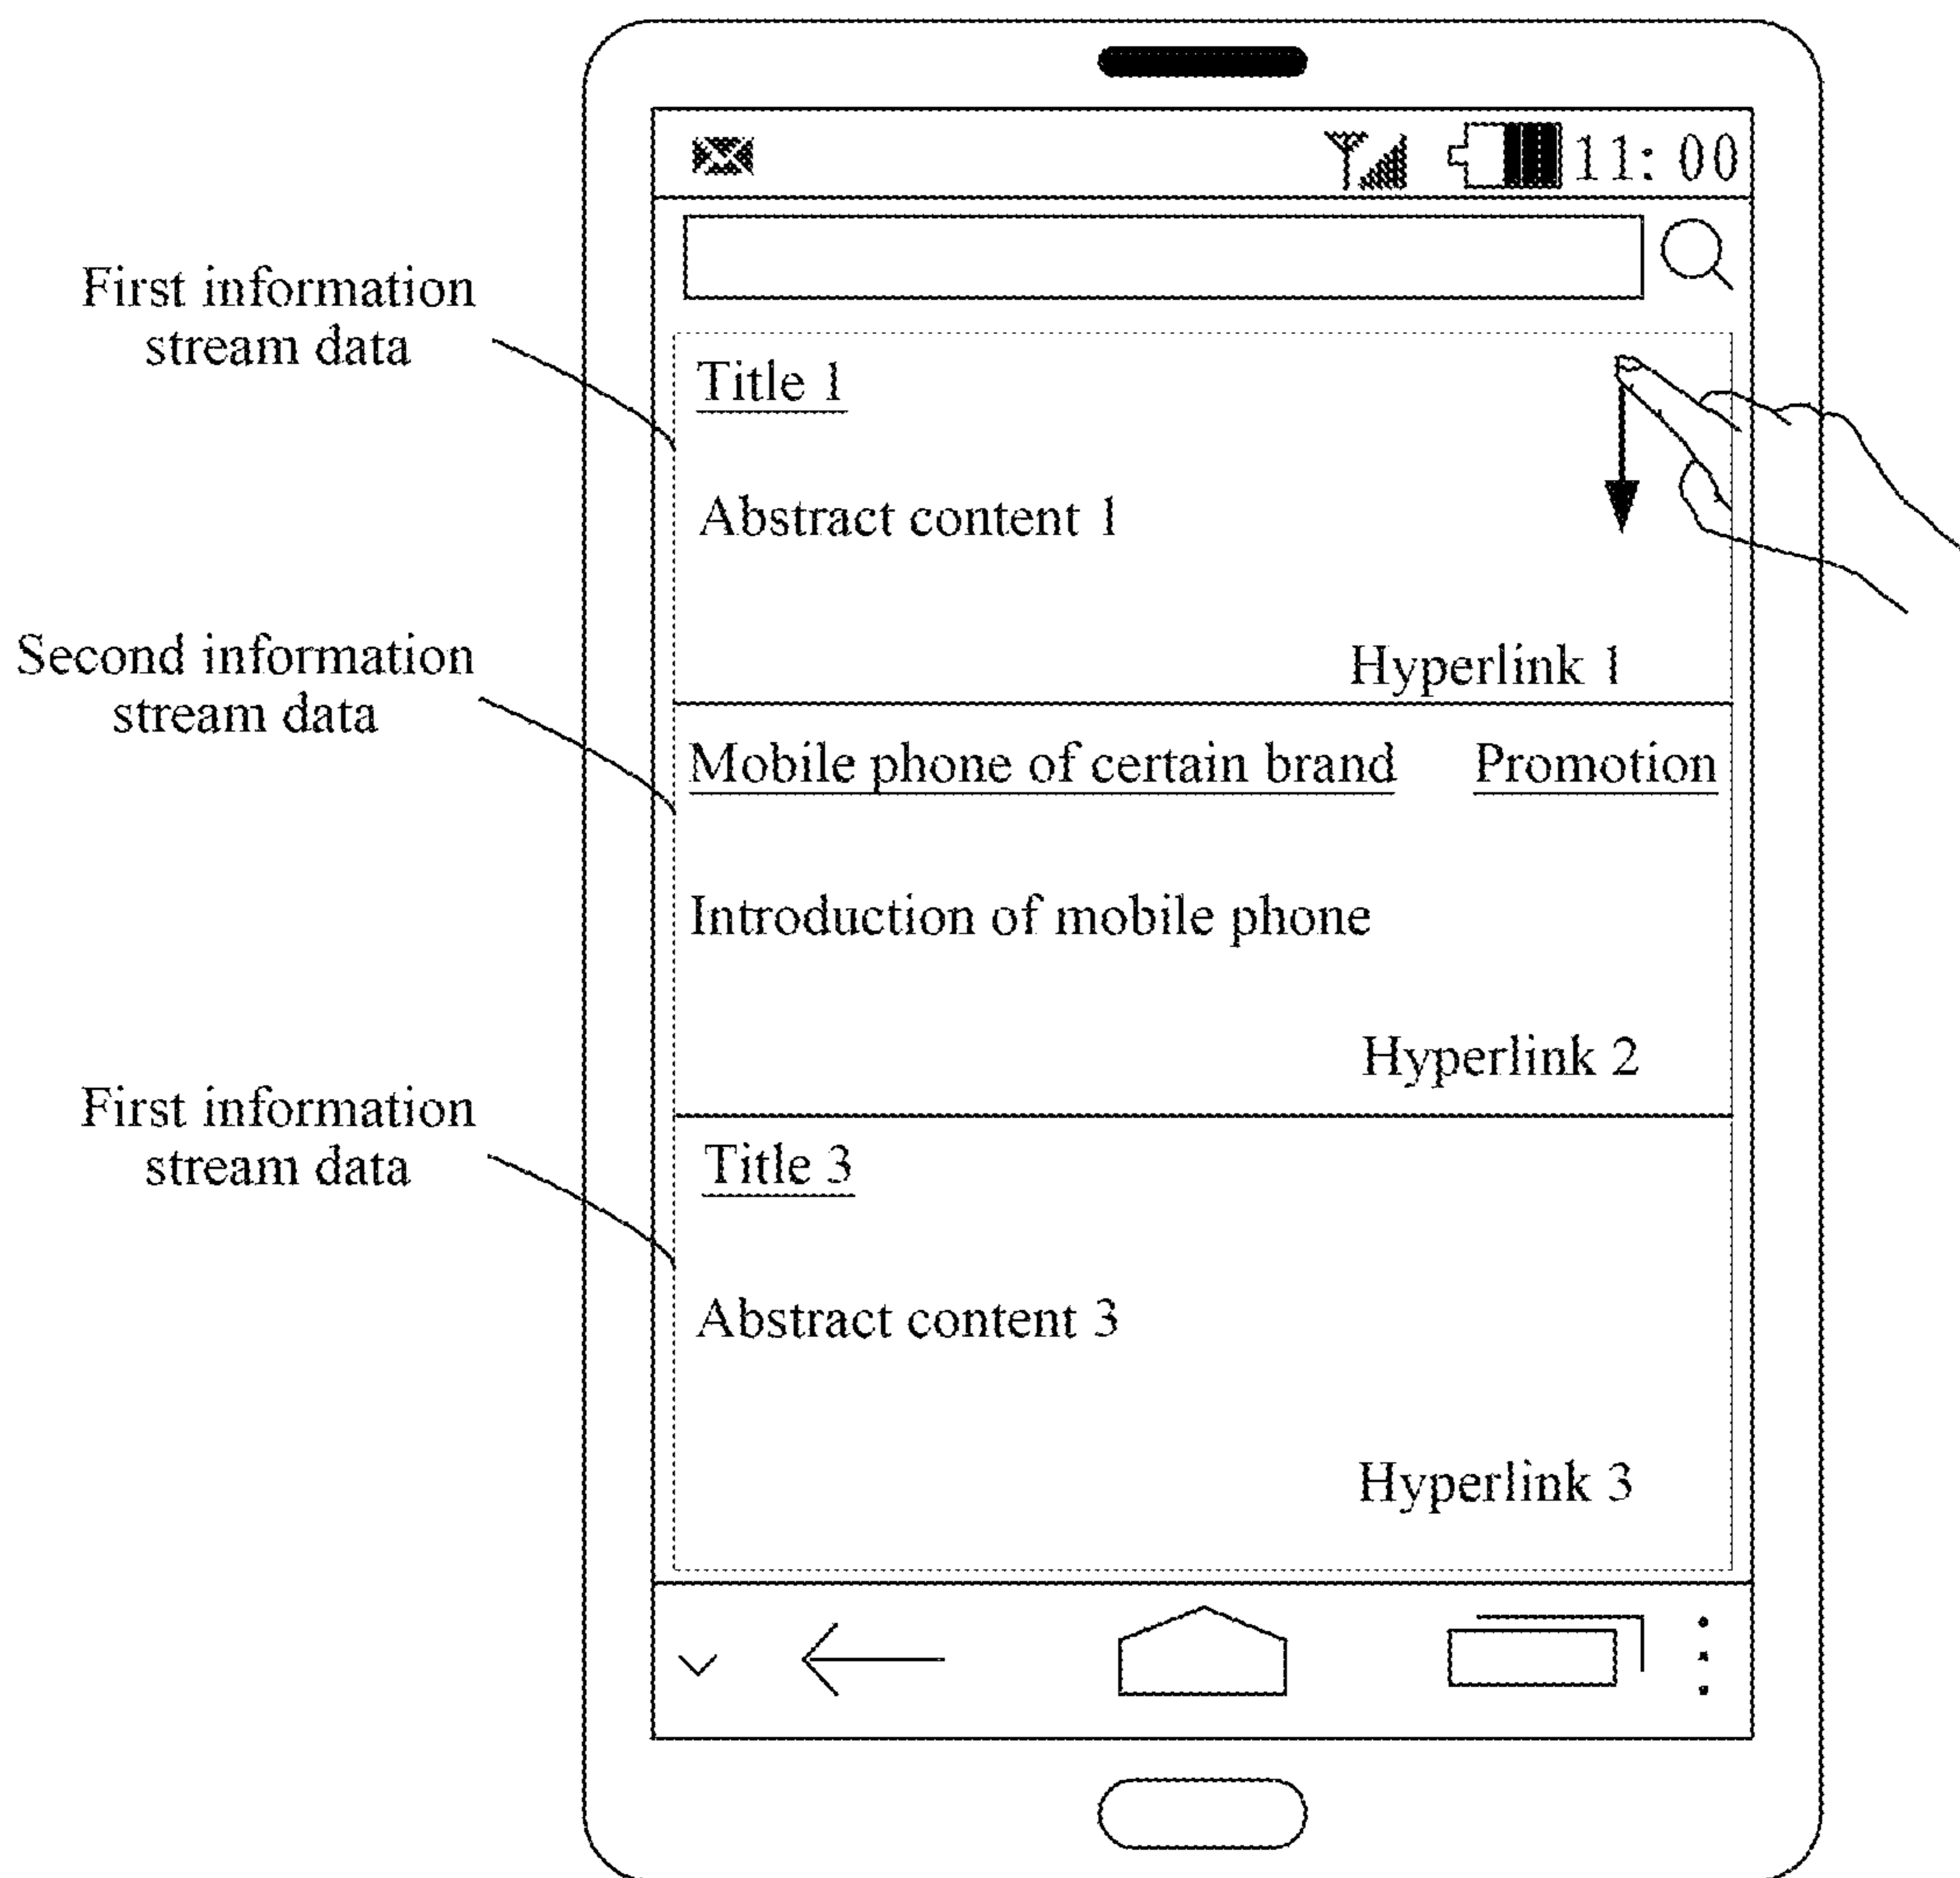 11: 00
First information
stream data
Title 1
Abstract content 1
Hyperlink 1
Second information
stream data
Mobile phone of certain brand Promotion
Introduction of mobile phone
Hyperlink 2
First information
stream data
Title 3
Abstract content 3
Hyperlink 3